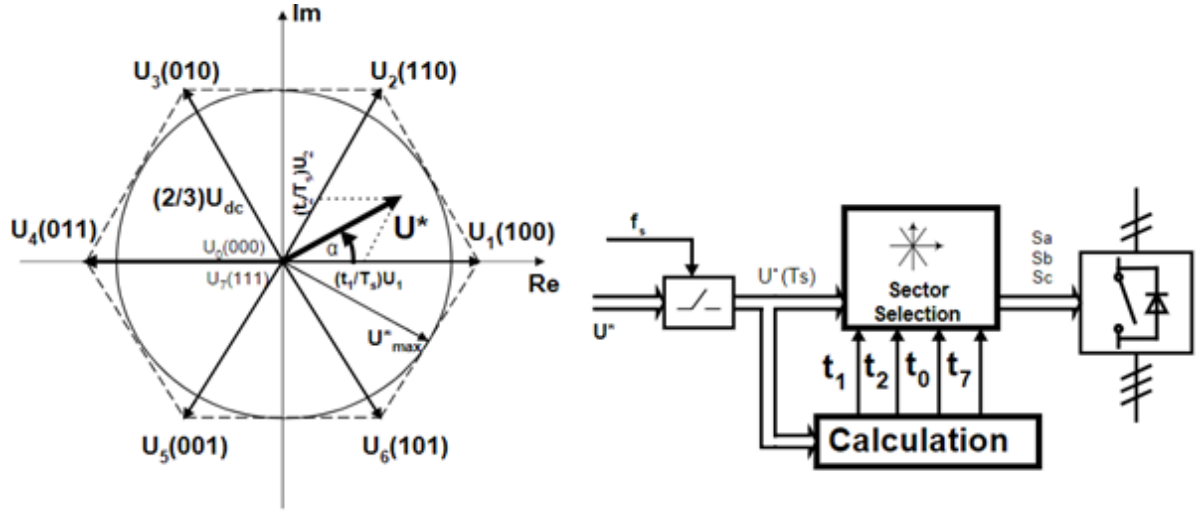 Im
U₃(010)
U₂(110)
(t₂/Tₛ)U₂
(2/3)U_dc
U*
U₄(011)
U₀(000)
α
U₁(100)
U₇(111)
(t₁/Tₛ)U₁
Re
U*max
U₅(001)
U₆(101)
fₛ
U*
U*(Ts)
Sector
Selection
Sa
Sb
Sc
t₁
t₂
t₀
t₇
Calculation